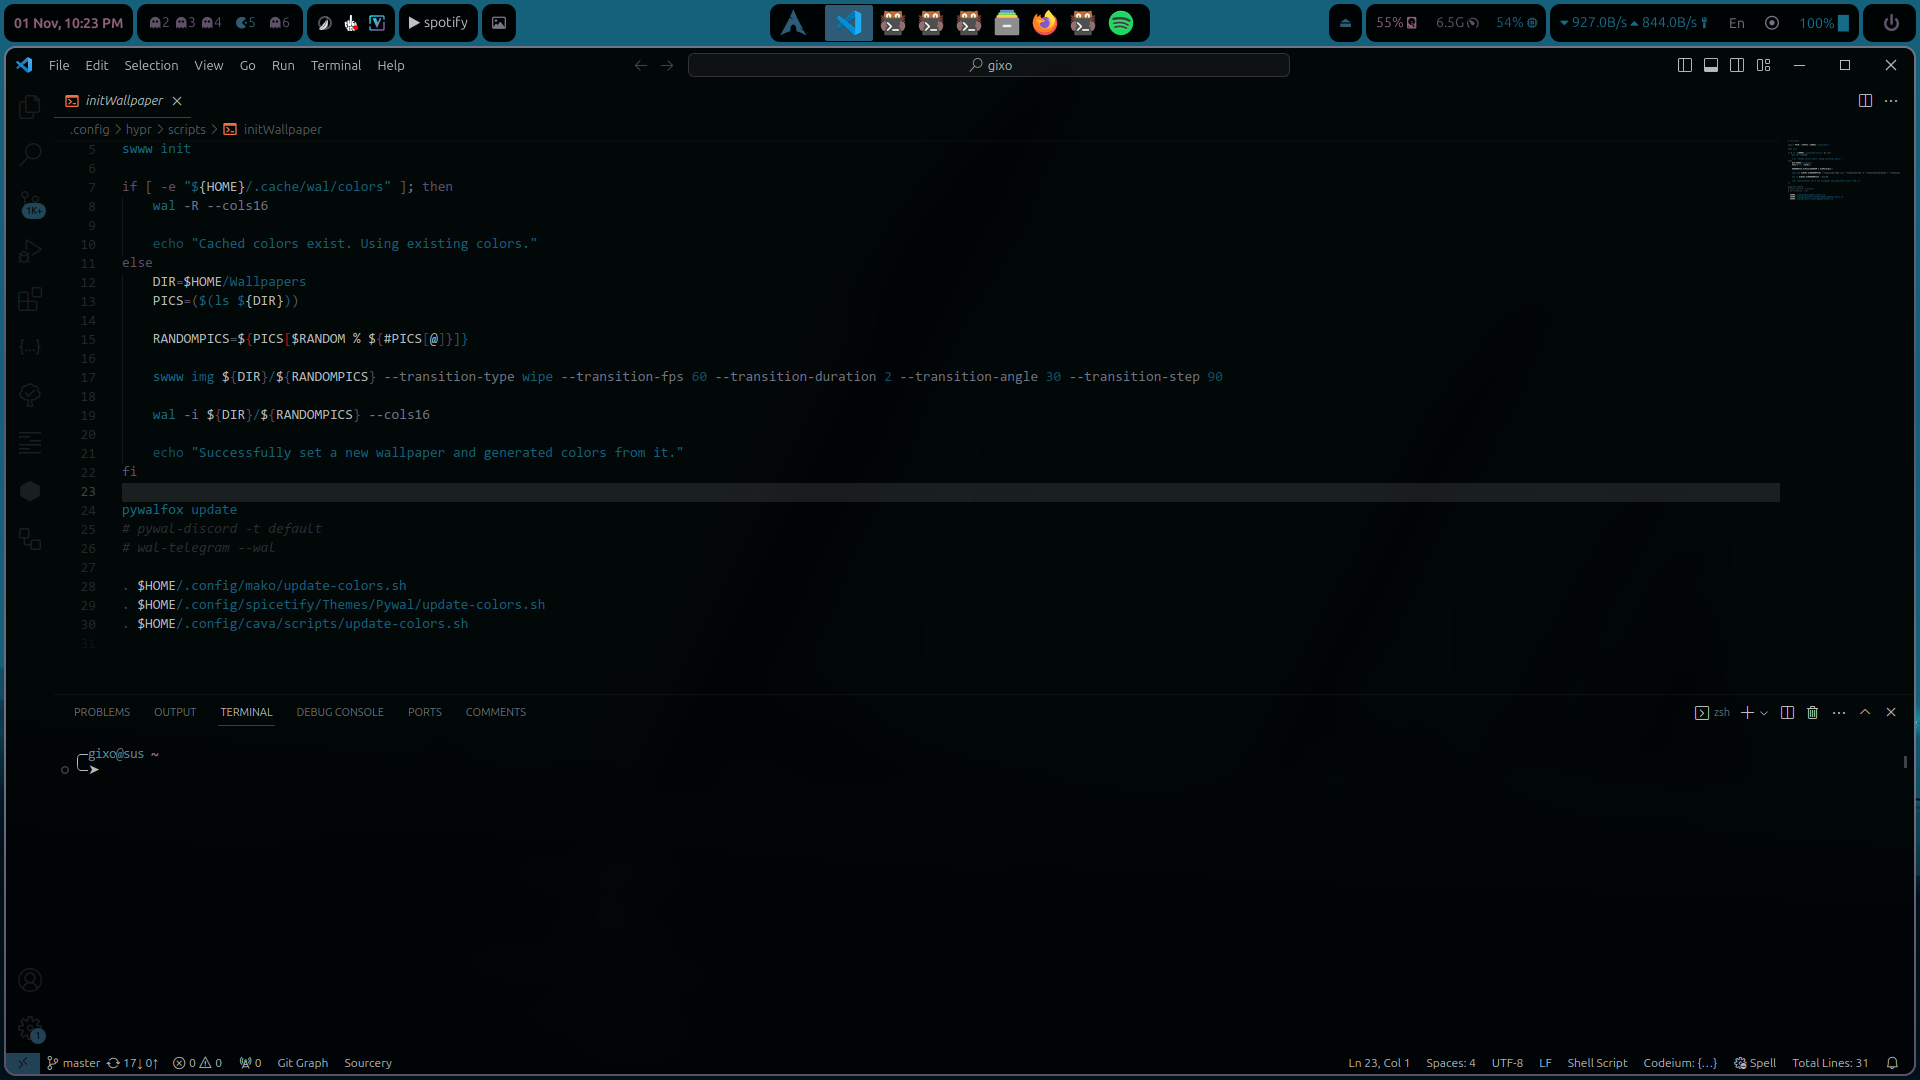 01 Nov, 10:23 PM
2 3 4 5 6
spotify
55% 6.5G 54%
927.0B/s 844.0B/s
En
100%
File Edit Selection View Go Run Terminal Help
gixo
initWallpaper
.config > hypr > scripts > initWallpaper
5 swww init
6
7 if [ -e "${HOME}/.cache/wal/colors" ]; then
8 wal -R --cols16
9
10 echo "Cached colors exist. Using existing colors."
11 else
12 DIR=$HOME/Wallpapers
13 PICS=($(ls ${DIR}))
14
15 RANDOMPICS=${PICS[$RANDOM % ${#PICS[@]}]}
16
17 swww img ${DIR}/${RANDOMPICS} --transition-type wipe --transition-fps 60 --transition-duration 2 --transition-angle 30 --transition-step 90
18
19 wal -i ${DIR}/${RANDOMPICS} --cols16
20
21 echo "Successfully set a new wallpaper and generated colors from it."
22 fi
23
24 pywalfox update
25 # pywal-discord -t default
26 # wal-telegram --wal
27
28 . $HOME/.config/mako/update-colors.sh
29 . $HOME/.config/spicetify/Themes/Pywal/update-colors.sh
30 . $HOME/.config/cava/scripts/update-colors.sh
31
1K+
PROBLEMS OUTPUT TERMINAL DEBUG CONSOLE PORTS COMMENTS
zsh
gixo@sus ~
1
master 17↓ 0↑ 0 0 0 Git Graph Sourcery
Ln 23, Col 1 Spaces: 4 UTF-8 LF Shell Script Codeium: {...} Spell Total Lines: 31